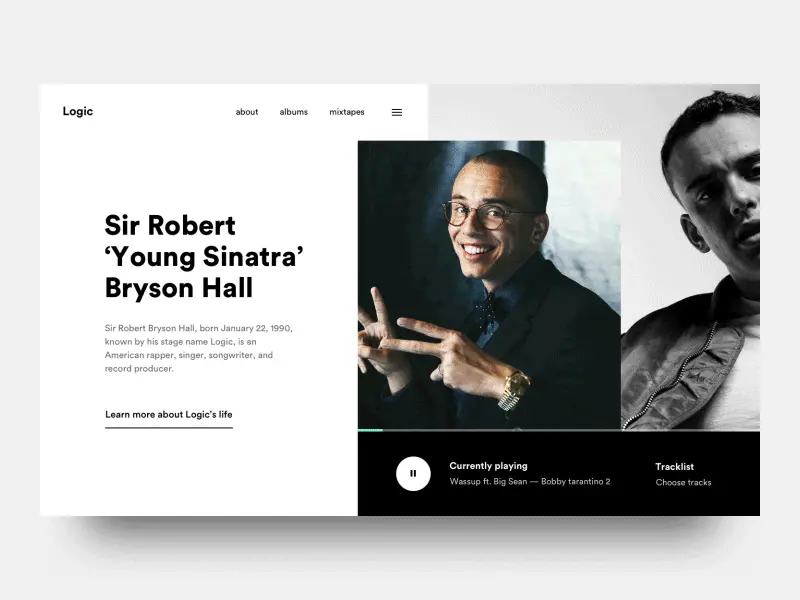 Logic
about albums mixtapes
Sir Robert
‘Young Sinatra’
Bryson Hall
Sir Robert Bryson Hall, born January 22, 1990,
known by his stage name Logic, is an
American rapper, singer, songwriter, and
record producer.
Learn more about Logic's life
Currently playing
Wassup ft. Big Sean — Bobby tarantino 2
Tracklist
Choose tracks